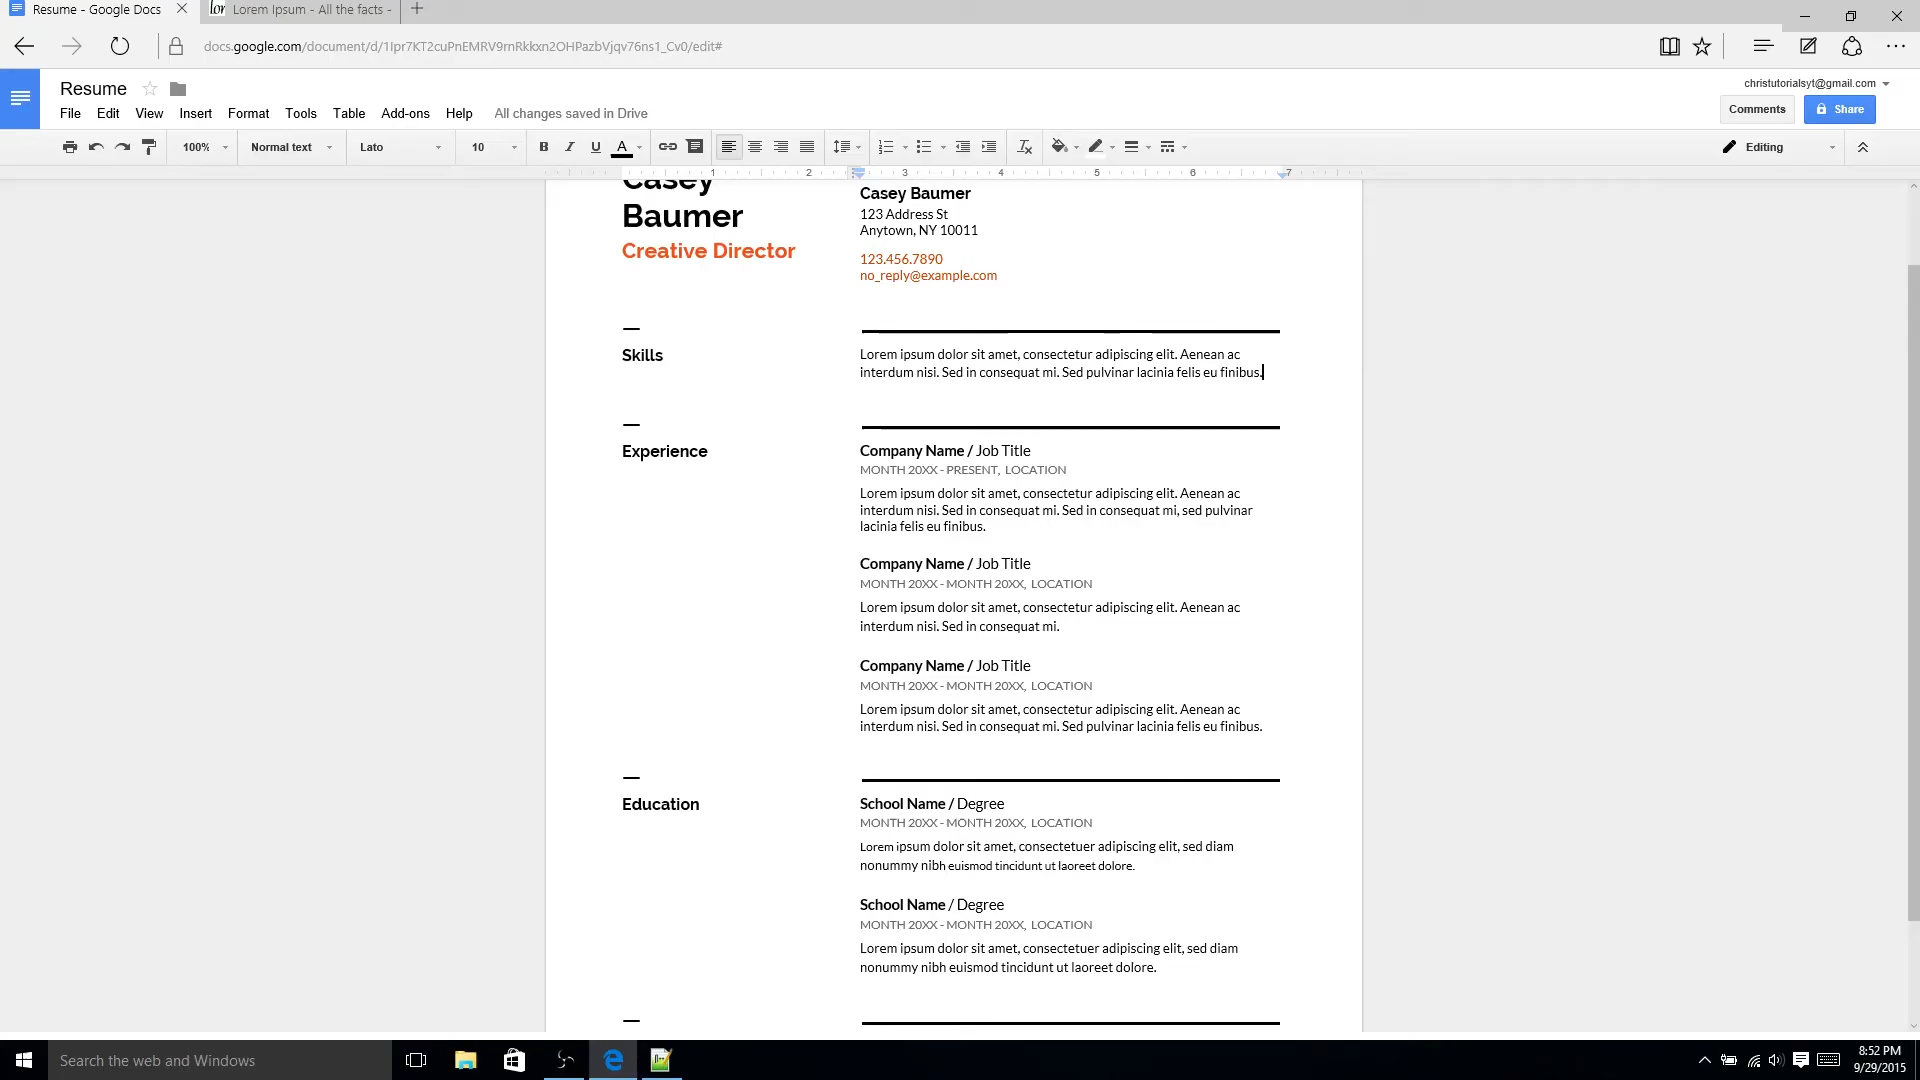 Resume - Google Docs
Lorem Ipsum - All the facts -
docs.google.com/document/d/1Ipr7KT2cuPnEMRV9rnRkkxn2OHPazbVjqv76ns1_Cv0/edit#
Resume
christutorialsyt@gmail.com
File Edit View Insert Format Tools Table Add-ons Help All changes saved in Drive
Comments Share
100% Normal text Lato 10 B I U A Editing
1 2 3 4 5 6 7
Casey
Baumer
Creative Director
Casey Baumer
123 Address St
Anytown, NY 10011
123.456.7890
no_reply@example.com
Skills
Lorem ipsum dolor sit amet, consectetur adipiscing elit. Aenean ac
interdum nisi. Sed in consequat mi. Sed pulvinar lacinia felis eu finibus.
Experience
Company Name / Job Title
MONTH 20XX - PRESENT, LOCATION
Lorem ipsum dolor sit amet, consectetur adipiscing elit. Aenean ac
interdum nisi. Sed in consequat mi. Sed in consequat mi, sed pulvinar
lacinia felis eu finibus.
Company Name / Job Title
MONTH 20XX - MONTH 20XX, LOCATION
Lorem ipsum dolor sit amet, consectetur adipiscing elit. Aenean ac
interdum nisi. Sed in consequat mi.
Company Name / Job Title
MONTH 20XX - MONTH 20XX, LOCATION
Lorem ipsum dolor sit amet, consectetur adipiscing elit. Aenean ac
interdum nisi. Sed in consequat mi. Sed pulvinar lacinia felis eu finibus.
Education
School Name / Degree
MONTH 20XX - MONTH 20XX, LOCATION
Lorem ipsum dolor sit amet, consectetuer adipiscing elit, sed diam
nonummy nibh euismod tincidunt ut laoreet dolore.
School Name / Degree
MONTH 20XX - MONTH 20XX, LOCATION
Lorem ipsum dolor sit amet, consectetuer adipiscing elit, sed diam
nonummy nibh euismod tincidunt ut laoreet dolore.
Search the web and Windows
8:52 PM
9/29/2015